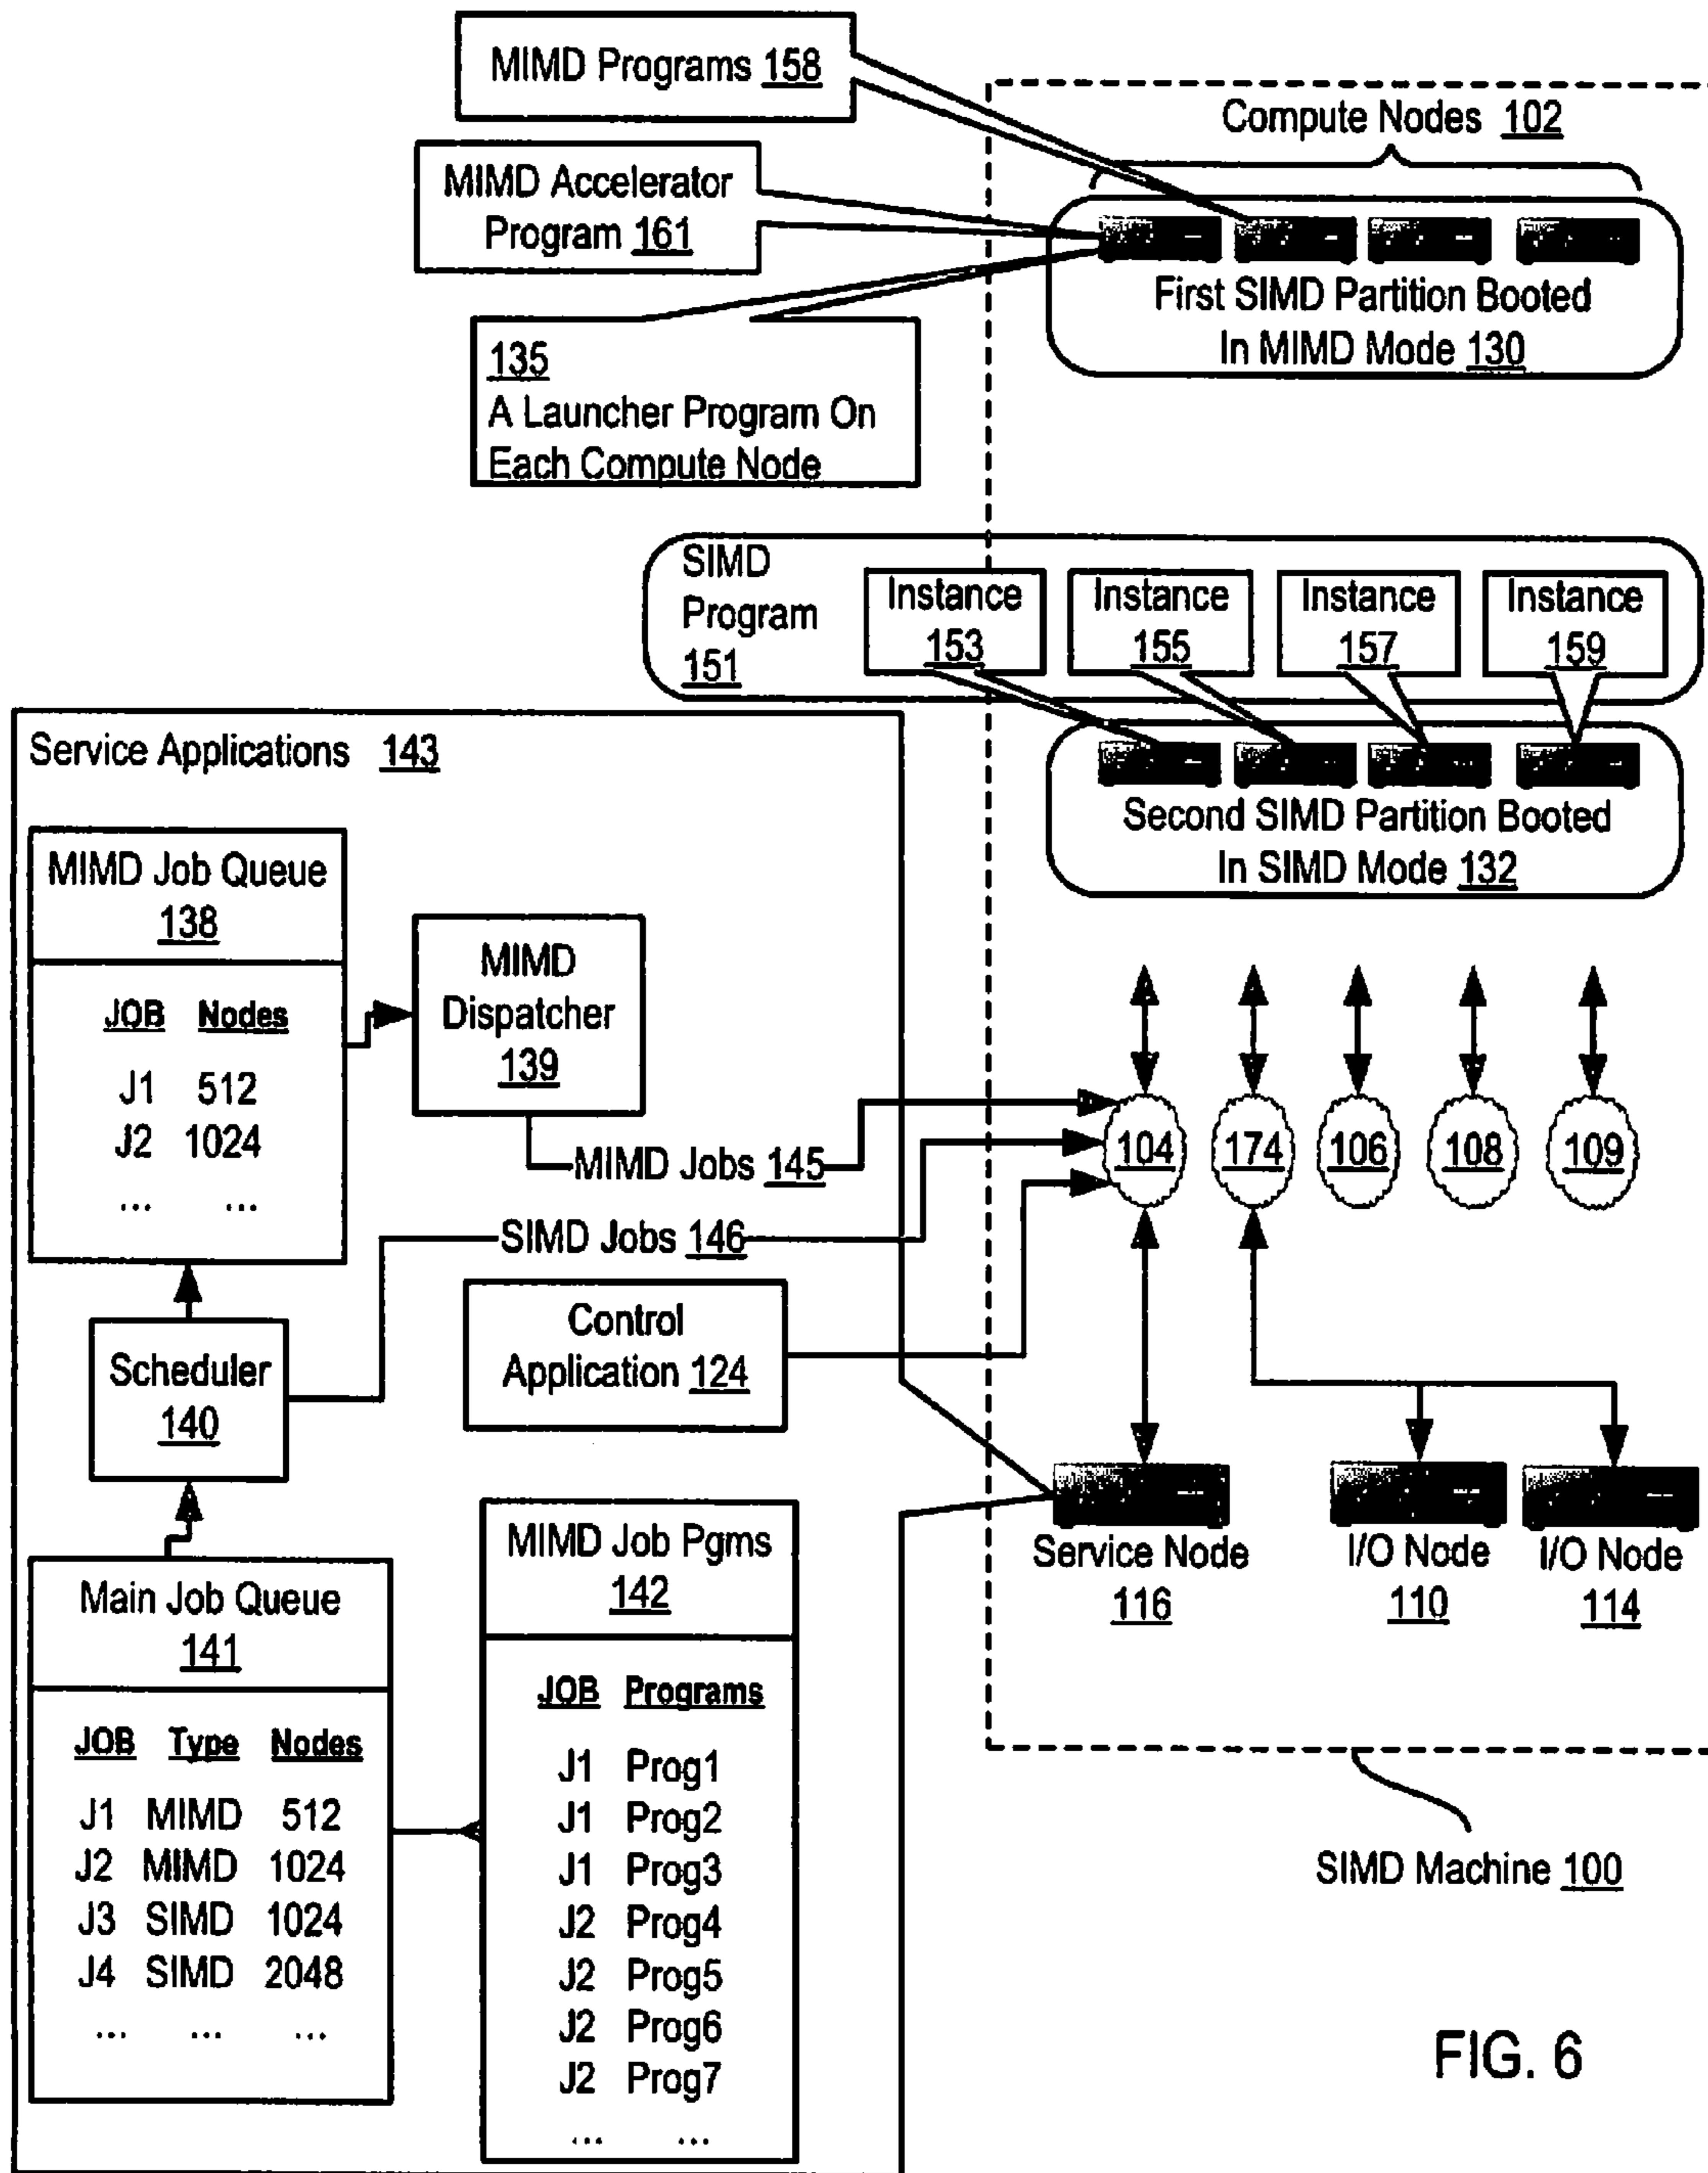 MIMD Programs 158
Compute Nodes 102
MIMD Accelerator
Program 161
First SIMD Partition Booted
In MIMD Mode 130
135
A Launcher Program On
Each Compute Node
SIMD
Program
151
Instance
153
Instance
155
Instance
157
Instance
159
Second SIMD Partition Booted
In SIMD Mode 132
Service Applications 143
MIMD Job Queue
138
JOB Nodes
J1 512
J2 1024
... ...
MIMD
Dispatcher
139
MIMD Jobs 145
SIMD Jobs 146
104
174
106
108
109
Control
Application 124
Scheduler
140
Service Node
116
I/O Node
110
I/O Node
114
Main Job Queue
141
JOB Type Nodes
J1 MIMD 512
J2 MIMD 1024
J3 SIMD 1024
J4 SIMD 2048
... ... ...
MIMD Job Pgms
142
JOB Programs
J1 Prog1
J1 Prog2
J1 Prog3
J2 Prog4
J2 Prog5
J2 Prog6
J2 Prog7
... ...
SIMD Machine 100
FIG. 6